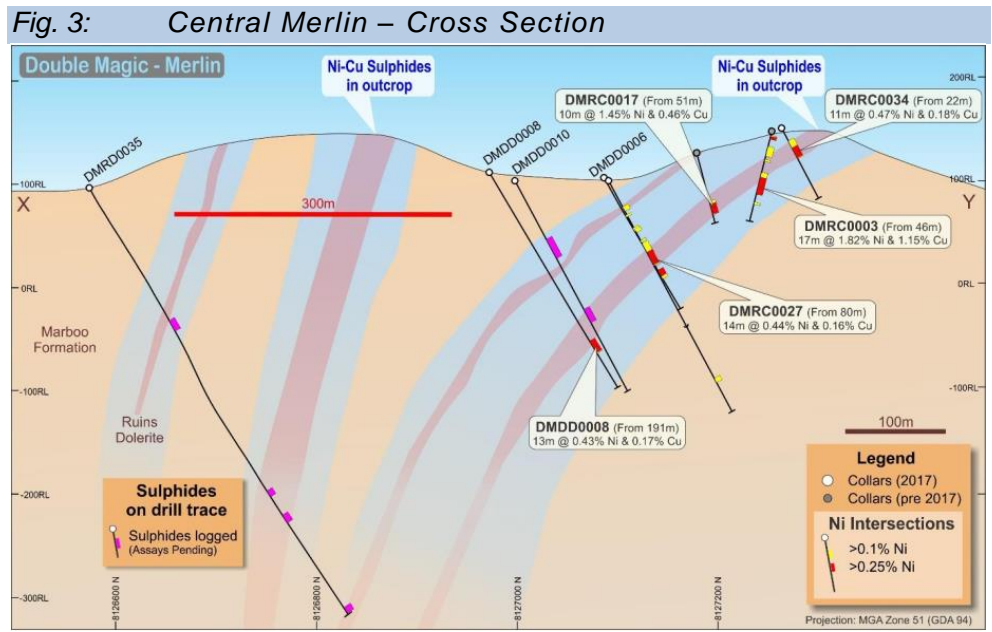 Fig. 3: Central Merlin – Cross Section
Double Magic - Merlin
Ni-Cu Sulphides
in outcrop
Ni-Cu Sulphides
in outcrop
200RL
DMRC0017 (From 51m)
10m @ 1.45% Ni & 0.46% Cu
DMRC0034 (From 22m)
11m @ 0.47% Ni & 0.18% Cu
DMRD0035
DMDD0008
DMDD0010
DMDD0006
100RL
100RL
X
Y
300m
DMRC0003 (From 46m)
17m @ 1.82% Ni & 1.15% Cu
0RL
0RL
DMRC0027 (From 80m)
14m @ 0.44% Ni & 0.16% Cu
Marboo
Formation
-100RL
-100RL
Ruins
Dolerite
DMDD0008 (From 191m)
13m @ 0.43% Ni & 0.17% Cu
100m
Legend
Collars (2017)
Collars (pre 2017)
Ni Intersections
>0.1% Ni
>0.25% Ni
-200RL
Sulphides
on drill trace
Sulphides logged
(Assays Pending)
-300RL
8126600 N
8126800 N
8127000 N
8127200 N
Projection: MGA Zone 51 (GDA 94)